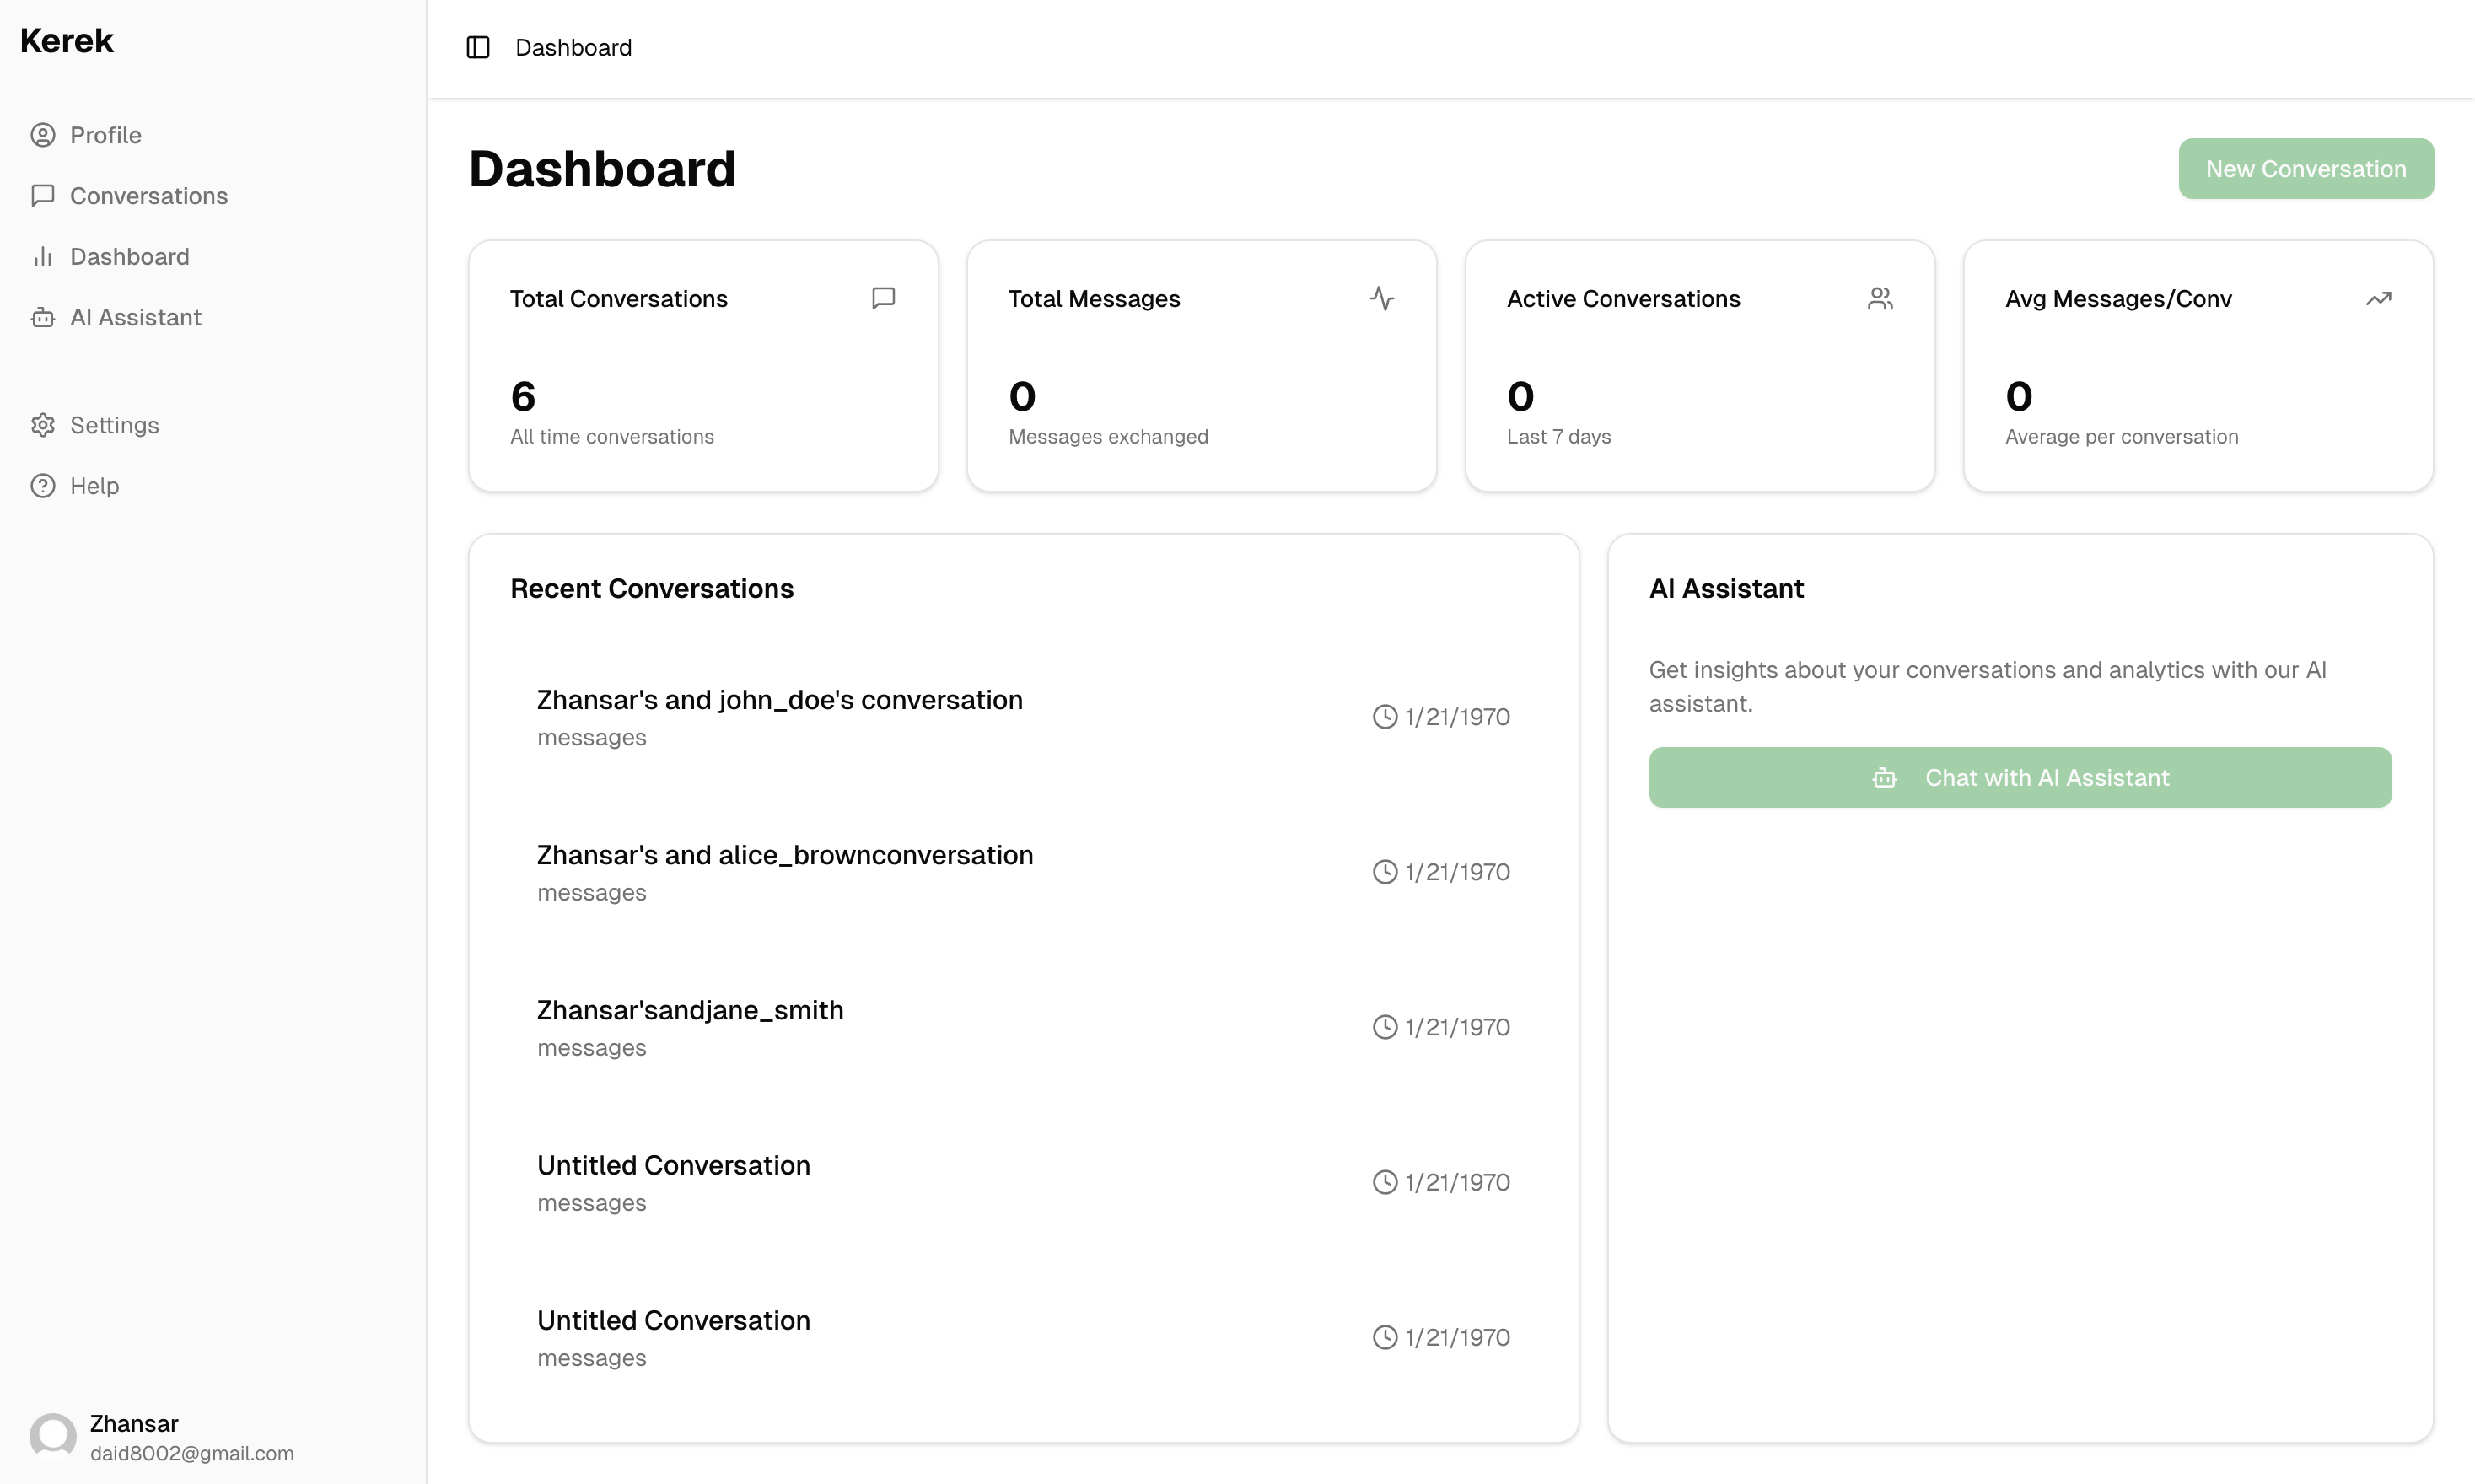 Kerek
Profile
Conversations
Dashboard
AI Assistant
Settings
Help
Zhansar
daid8002@gmail.com
Dashboard
Dashboard
New Conversation
Total Conversations
6
All time conversations
Total Messages
0
Messages exchanged
Active Conversations
0
Last 7 days
Avg Messages/Conv
0
Average per conversation
Recent Conversations
Zhansar's and john_doe's conversation
messages
1/21/1970
Zhansar's and alice_brownconversation
messages
1/21/1970
Zhansar'sandjane_smith
messages
1/21/1970
Untitled Conversation
messages
1/21/1970
Untitled Conversation
messages
1/21/1970
AI Assistant
Get insights about your conversations and analytics with our AI
assistant.
Chat with AI Assistant